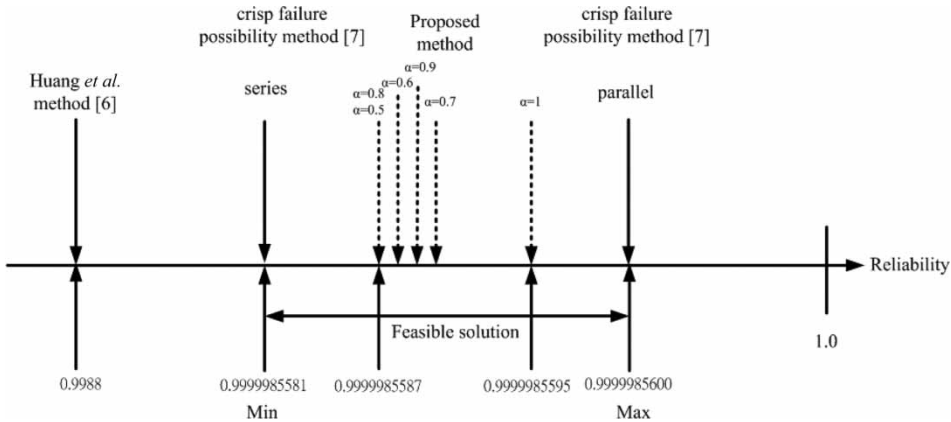 crisp failure
possibility method [7]
Proposed
method
crisp failure
possibility method [7]
Huang et al.
method [6]
series
α=0.8
α=0.5
α=0.6
α=0.9
α=0.7
α=1
parallel
Reliability
Feasible solution
1.0
0.9988
0.9999985581
0.9999985587
0.9999985595
0.9999985600
Min
Max